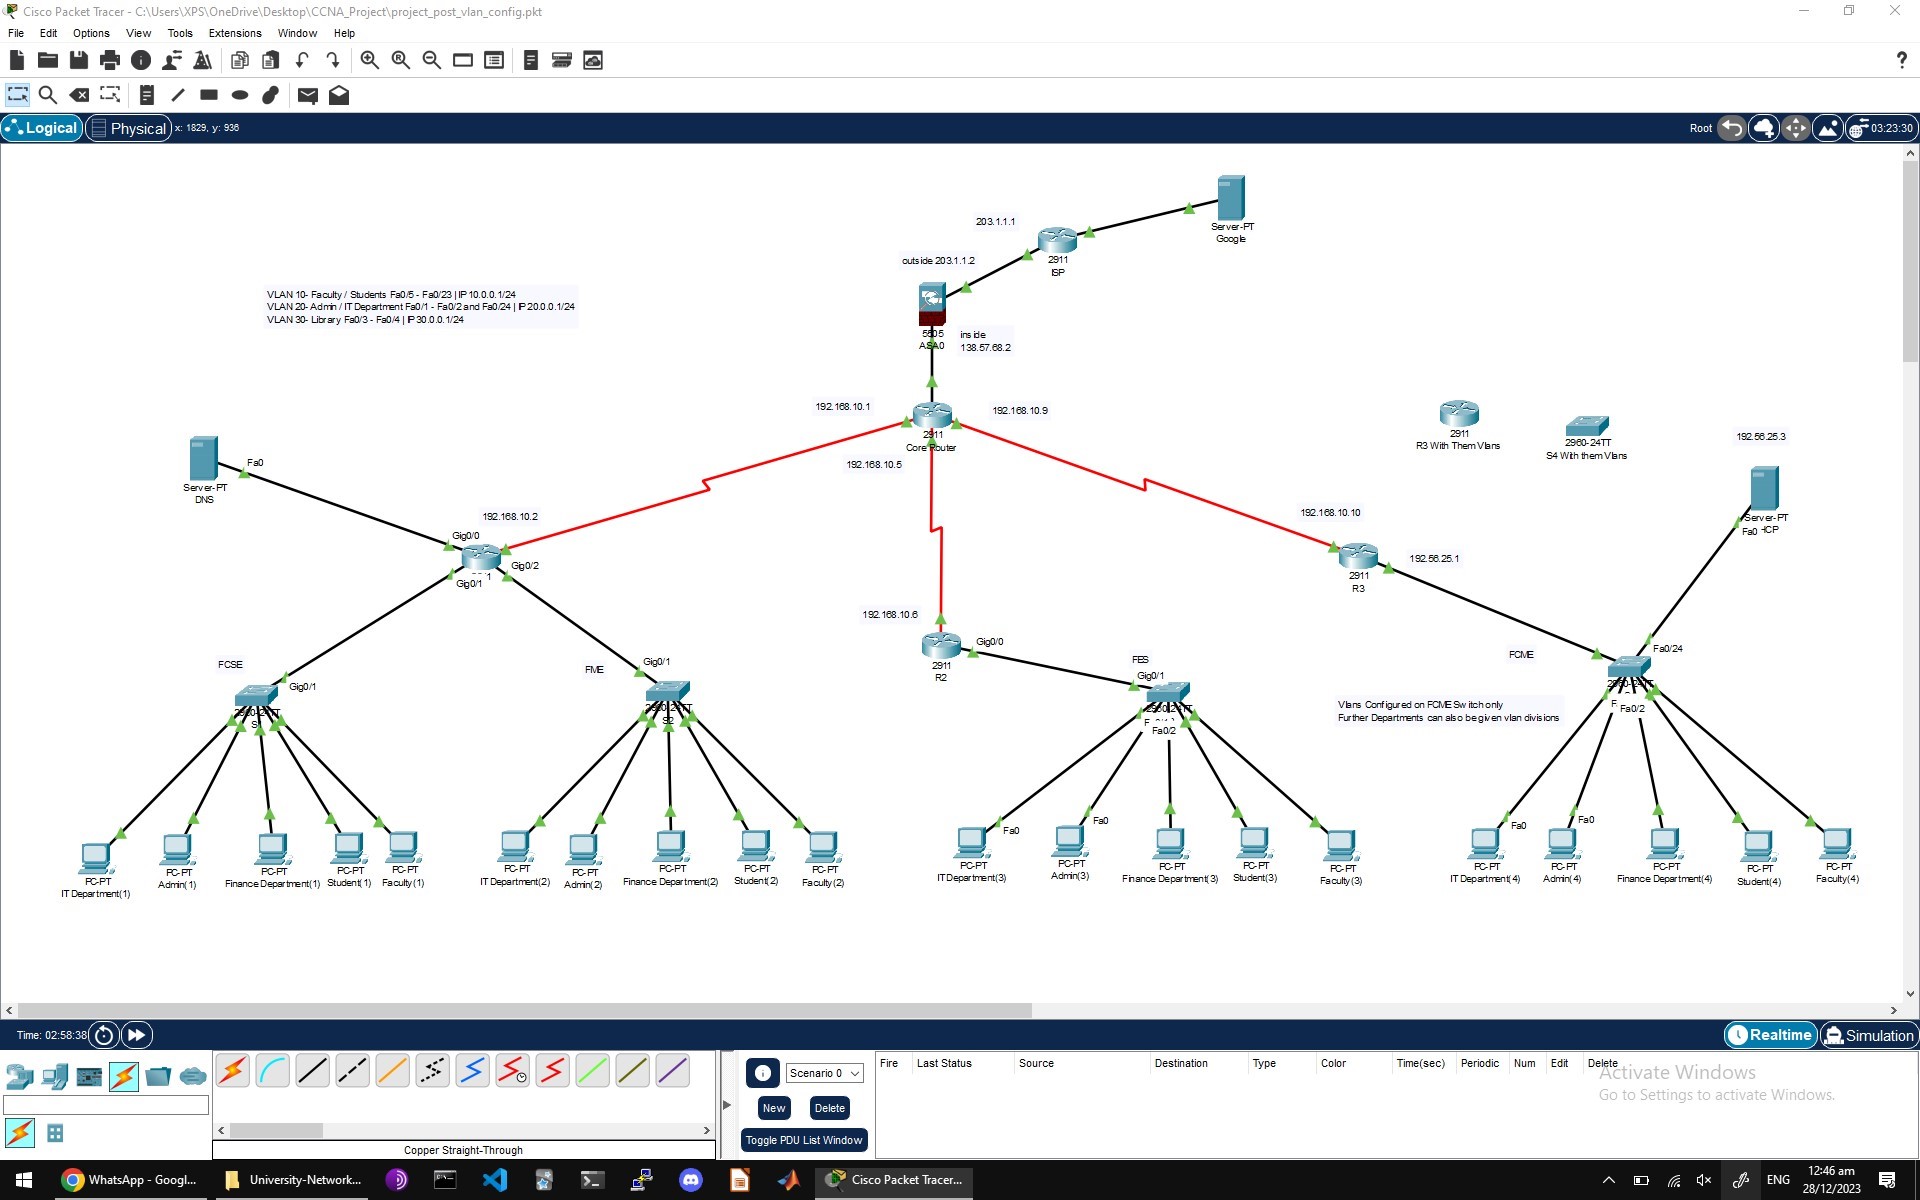 Cisco Packet Tracer - C:\Users\XPS\OneDrive\Desktop\CCNA_Project\project_post_vlan_config.pkt
File Edit Options View Tools Extensions Window Help
Logical Physical x: 1829, y: 936
Root 03:23:30
Server-PT
Google
203.1.1.1
2911
ISP
outside 203.1.1.2
VLAN 10- Faculty / Students Fa0/5 - Fa0/23 | IP 10.0.0.1/24
VLAN 20- Admin / IT Department Fa0/1 - Fa0/2 and Fa0/24 | IP 20.0.0.1/24
VLAN 30- Library Fa0/3 - Fa0/4 | IP 30.0.0.1/24
5505
ASA0
inside
138.57.68.2
192.168.10.1
192.168.10.9
2911
Core Router
192.168.10.5
2911
R3 With Them Vlans
2960-24TT
S4 With them Vlans
192.56.25.3
Server-PT
Fa0
Server-PT
DNS
Fa0
192.168.10.2
Gig0/0
Gig0/2
Gig0/1
192.168.10.10
192.56.25.1
2911
R3
192.168.10.6
2911
R2
Gig0/0
FCSE
Gig0/1
2960-24TT
FME
Gig0/1
2960-24TT
S2
FES
Gig0/1
2960-24TT
Fa0/2
FCME
Fa0/24
2960-24TT
Fa0/2
Vlans Configured on FCME Switch only
Further Departments can also be given vlan divisions
PC-PT
IT Department(1)
PC-PT
Admin(1)
PC-PT
Finance Department(1)
PC-PT
Student(1)
PC-PT
Faculty(1)
PC-PT
IT Department(2)
PC-PT
Admin(2)
PC-PT
Finance Department(2)
PC-PT
Student(2)
PC-PT
Faculty(2)
Fa0
PC-PT
IT Department(3)
Fa0
PC-PT
Admin(3)
PC-PT
Finance Department(3)
PC-PT
Student(3)
PC-PT
Faculty(3)
Fa0
PC-PT
IT Department(4)
Fa0
PC-PT
Admin(4)
PC-PT
Finance Department(4)
PC-PT
Student(4)
PC-PT
Faculty(4)
Time: 02:58:38
Realtime Simulation
Scenario 0
New Delete
Toggle PDU List Window
Fire Last Status Source Destination Type Color Time(sec) Periodic Num Edit Delete
Activate Windows
Go to Settings to activate Windows.
Copper Straight-Through
WhatsApp - Googl...
University-Network...
Cisco Packet Tracer...
ENG
12:46 am
28/12/2023